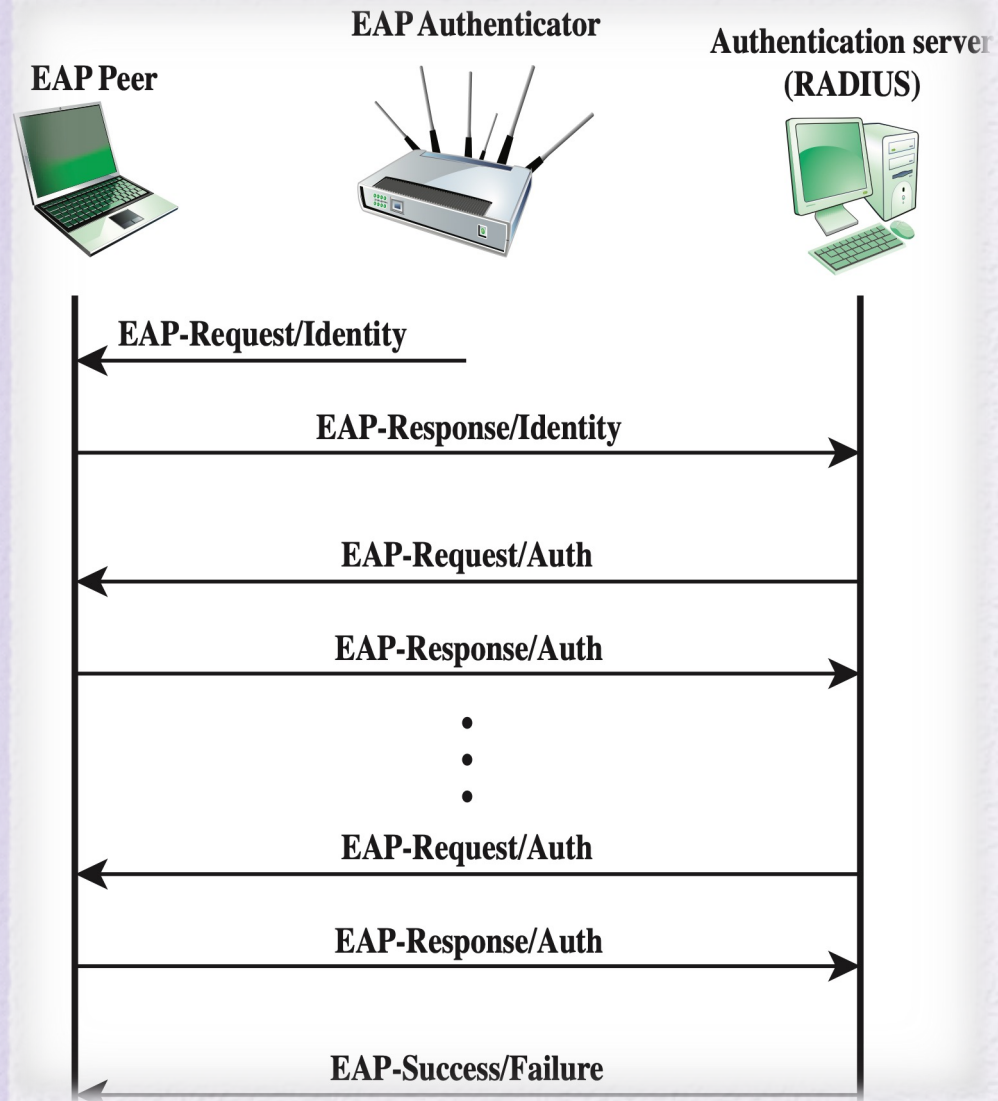 EAP Authenticator
Authentication server
(RADIUS)
EAP Peer
EAP-Request/Identity
EAP-Response/Identity
EAP-Request/Auth
EAP-Response/Auth
EAP-Request/Auth
EAP-Response/Auth
EAP-Success/Failure